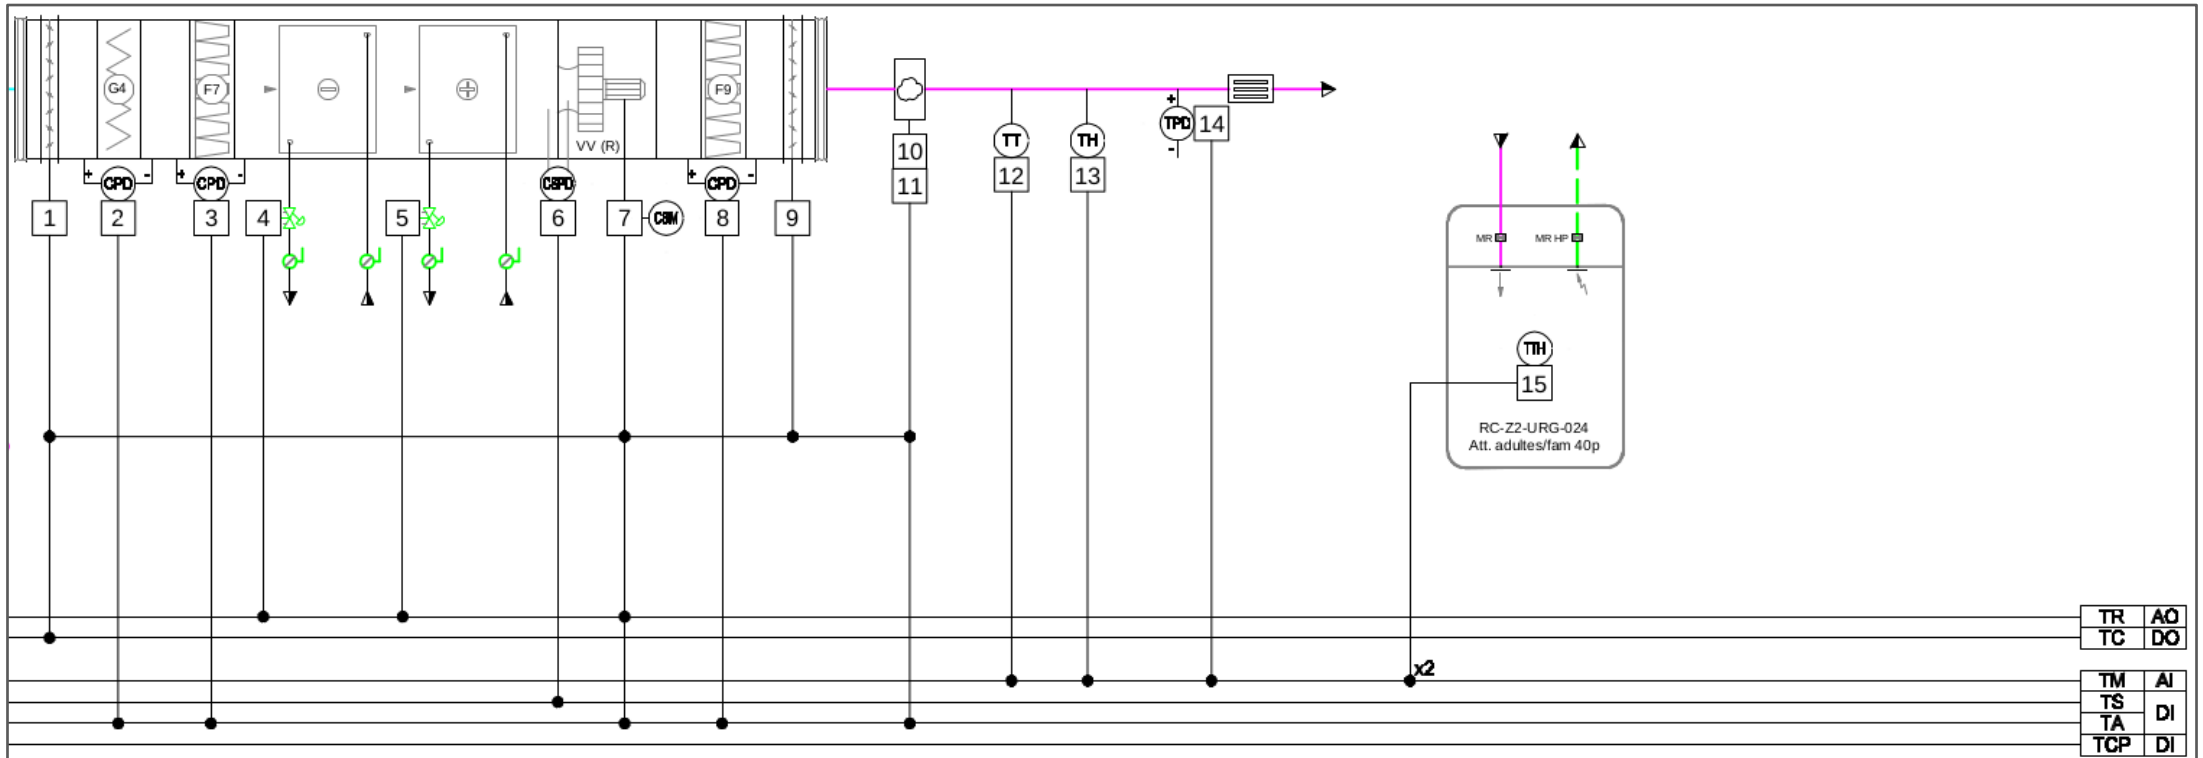 G4
F7
F9
VV (R)
+ CPD -
+ CPD -
CSPD
+ CPD -
1
2
3
4
5
6
7
CSM
8
9
10
11
TT
12
TH
13
+
TPD
-
14
MR
MR HP
TTH
15
RC-Z2-URG-024
Att. adultes/fam 40p
x2
TR AO
TC DO
TM AI
TS
DI
TA
TCP DI